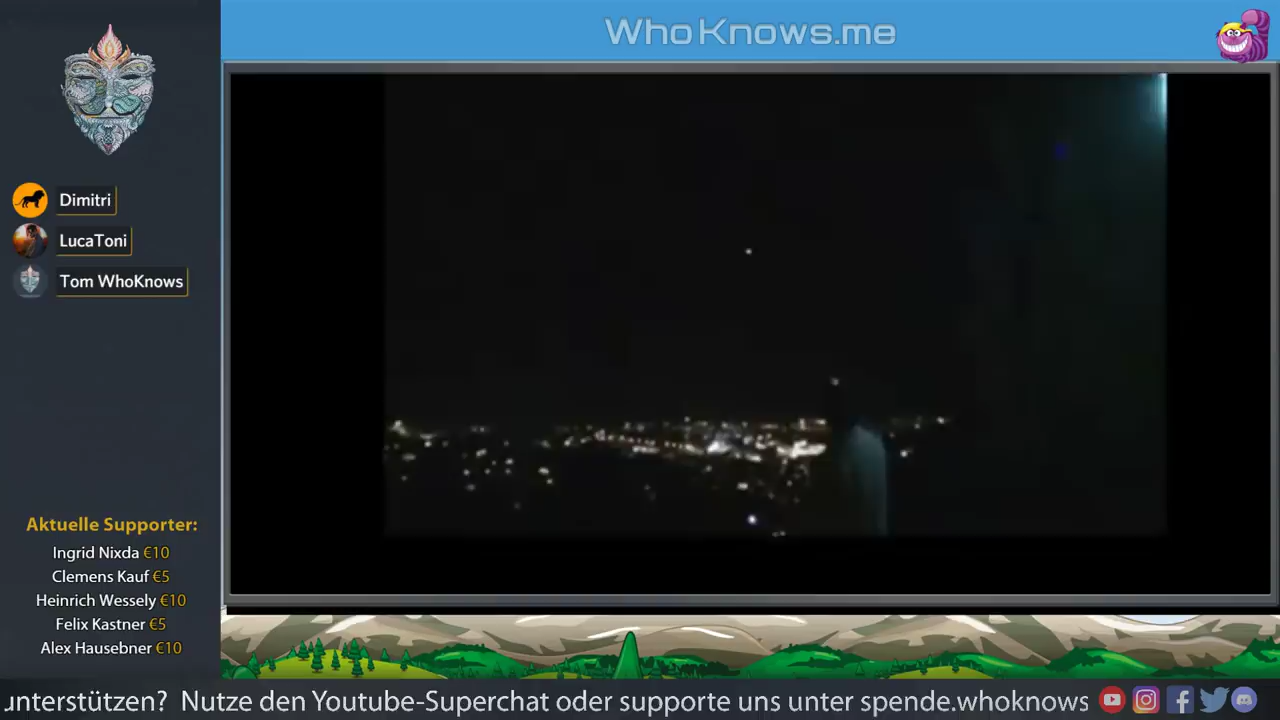 WhoKnows.me
Dimitri
LucaToni
Tom WhoKnows
Aktuelle Supporter:
Ingrid Nixda €10
Clemens Kauf €5
Heinrich Wessely €10
Felix Kastner €5
Alex Hausebner €10
unterstützen? Nutze den Youtube-Superchat oder supporte uns unter spende.whoknows